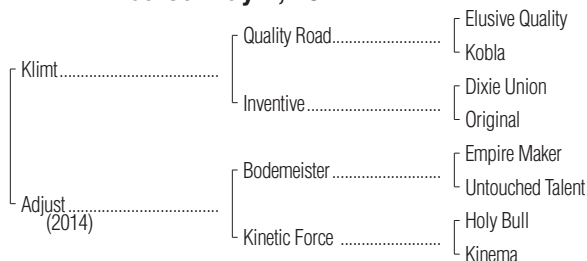 Elusive Quality
Quality Road
Kobla
Klimt
Dixie Union
Inventive
Original
Empire Maker
Bodemeister
Untouched Talent
Adjust
(2014)
Holy Bull
Kinetic Force
Kinema